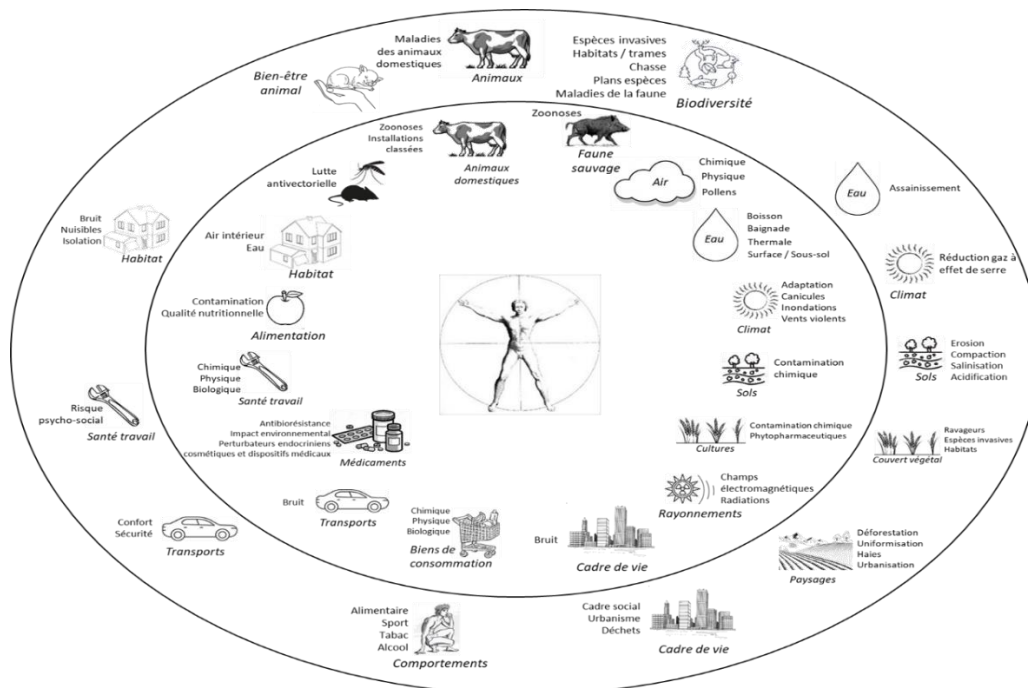 Maladies
des animaux
domestiques
Animaux
Bien-être
animal
Espèces invasives
Habitats / trames
Chasse
Plans espèces
Maladies de la faune
Biodiversité
Eau
Assainissement
Réduction gaz à
effet de serre
Climat
Erosion
Compaction
Salinisation
Acidification
Sols
Ravageurs
Espèces invasives
Habitats
Couvert végétal
Déforestation
Uniformisation
Haies
Urbanisation
Paysages
Cadre social
Urbanisme
Déchets
Cadre de vie
Alimentaire
Sport
Tabac
Alcool
Comportements
Confort
Sécurité
Transports
Risque
psycho-social
Santé travail
Bruit
Nuisibles
Isolation
Habitat
Zoonoses
Installations
classées
Animaux
domestiques
Zoonoses
Faune
sauvage
Air
Chimique
Physique
Pollens
Eau
Boisson
Baignade
Thermale
Surface / Sous-sol
Adaptation
Canicules
Inondations
Vents violents
Climat
Contamination
chimique
Sols
Contamination chimique
Phytopharmaceutiques
Cultures
Champs
électromagnétiques
Radiations
Rayonnements
Bruit
Cadre de vie
Chimique
Physique
Biologique
Biens de
consommation
Bruit
Transports
Antibiorésistance
Impact environnemental
Perturbateurs endocriniens
cosmétiques et dispositifs médicaux
Médicaments
Chimique
Physique
Biologique
Santé travail
Contamination
Qualité nutritionnelle
Alimentation
Air intérieur
Eau
Habitat
Lutte
antivectorielle